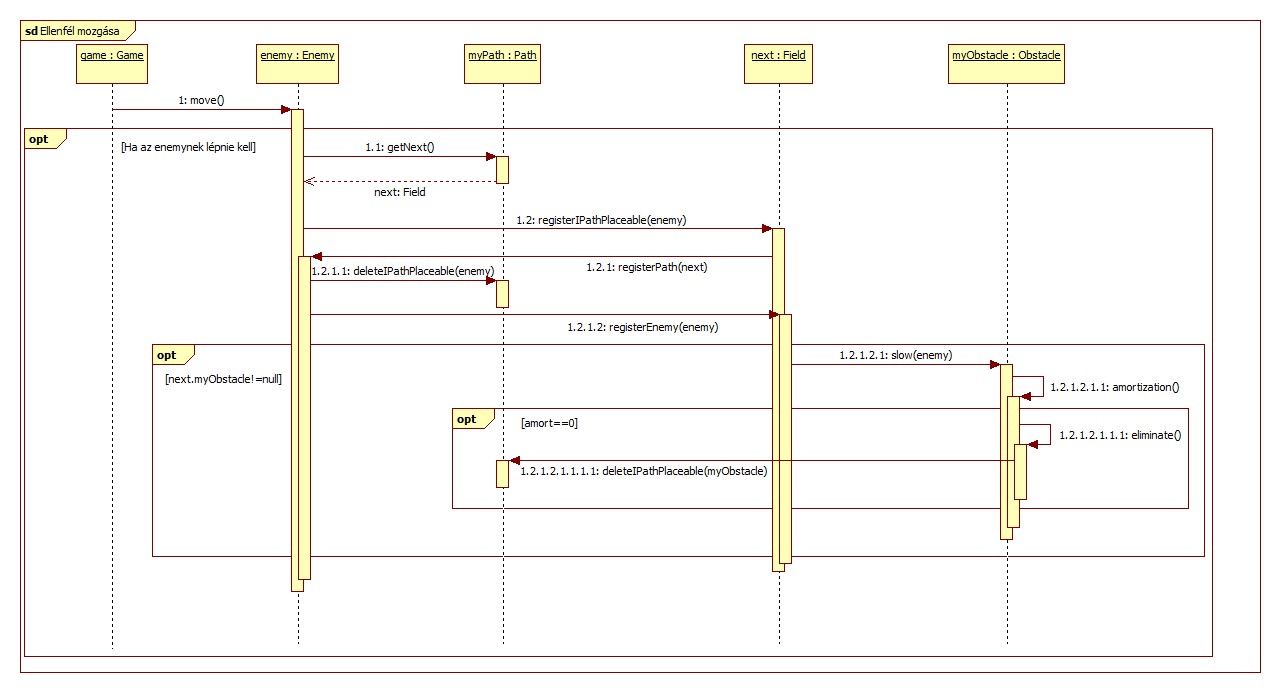 sd Ellenfél mozgása
game : Game
enemy : Enemy
myPath : Path
next : Field
myObstacle : Obstacle
1: move()
opt
[Ha az enemynek lépnie kell]
1.1: getNext()
next: Field
1.2: registerIPathPlaceable(enemy)
1.2.1: registerPath(next)
1.2.1.1: deleteIPathPlaceable(enemy)
1.2.1.2: registerEnemy(enemy)
opt
[next.myObstacle!=null]
1.2.1.2.1: slow(enemy)
1.2.1.2.1.1: amortization()
opt
[amort==0]
1.2.1.2.1.1.1: eliminate()
1.2.1.2.1.1.1.1: deleteIPathPlaceable(myObstacle)